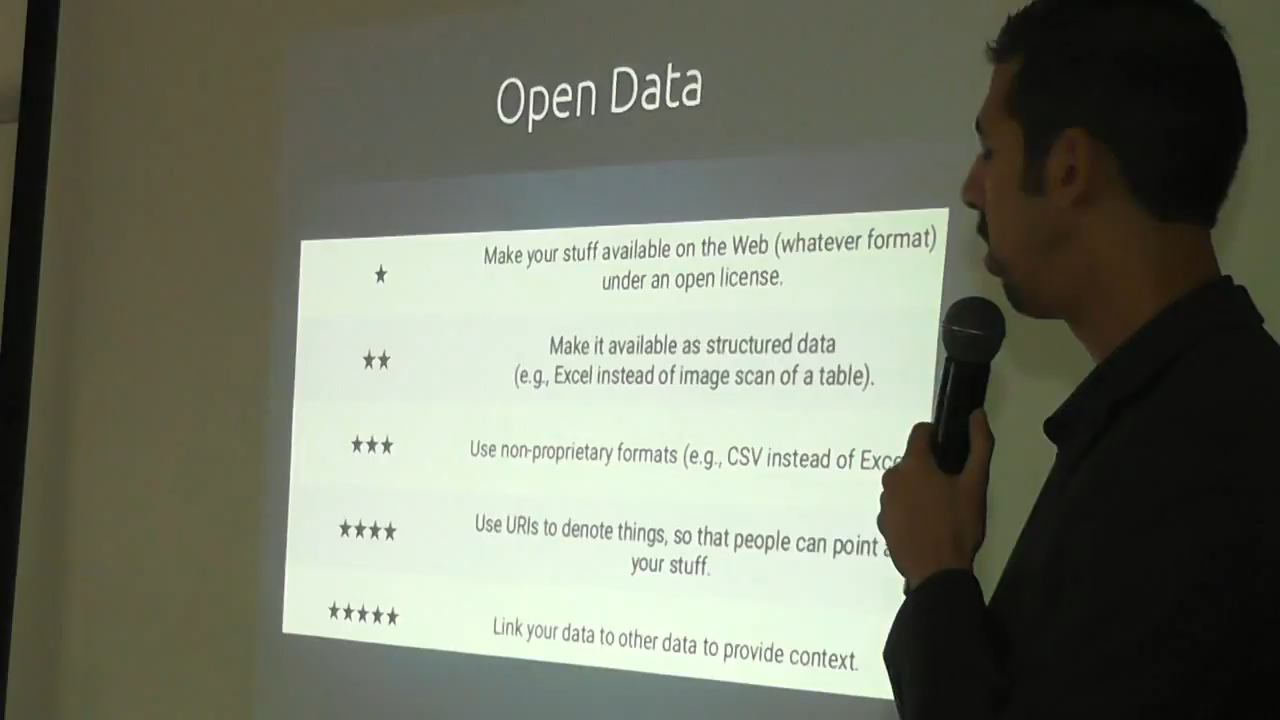 Open Data
★ Make your stuff available on the Web (whatever format)
under an open license.
★★ Make it available as structured data
(e.g., Excel instead of image scan of a table).
★★★ Use non-proprietary formats (e.g., CSV instead of
★★★★ Use URIs to denote things, so that people can point
your stuff.
★★★★★ Link your data to other data to provide context.